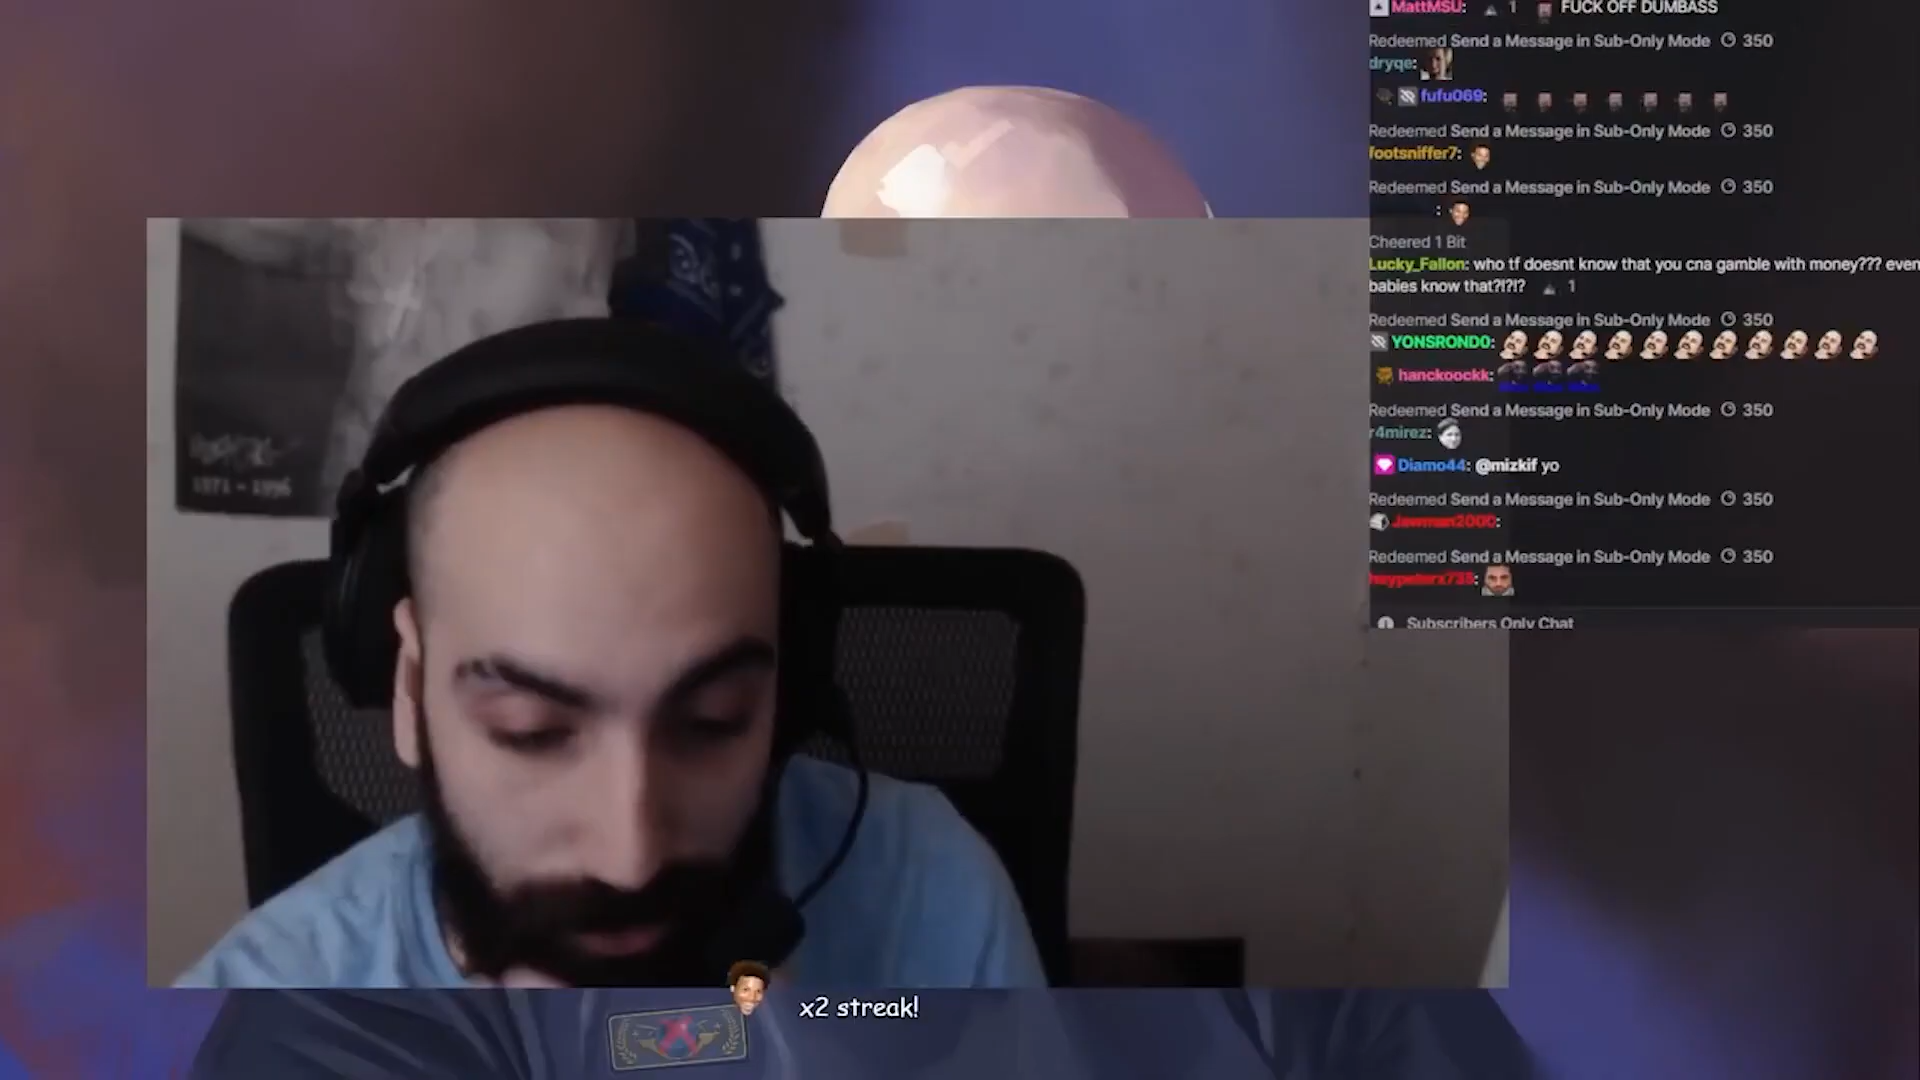 MattMSU: 1 FUCK OFF DUMBASS
Redeemed Send a Message in Sub-Only Mode 350
dryqe:
fufu069:
Redeemed Send a Message in Sub-Only Mode 350
footsniffer7:
Redeemed Send a Message in Sub-Only Mode 350
:
Cheered 1 Bit
Lucky_Fallon: who tf doesnt know that you cna gamble with money??? even
babies know that?!?!? 1
Redeemed Send a Message in Sub-Only Mode 350
YONSROND0:
hanckoockk:
Redeemed Send a Message in Sub-Only Mode 350
r4mirez:
Diamo44: @mizkif yo
Redeemed Send a Message in Sub-Only Mode 350
Jawman2000:
Redeemed Send a Message in Sub-Only Mode 350
Subscribers Only Chat
1971 - 1996
x2 streak!